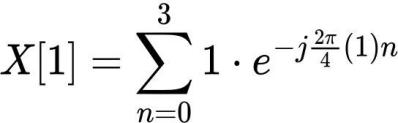 $X[1] = \sum_{n=0}^{3} 1 \cdot e^{-j\frac{2\pi}{4}(1)n}$